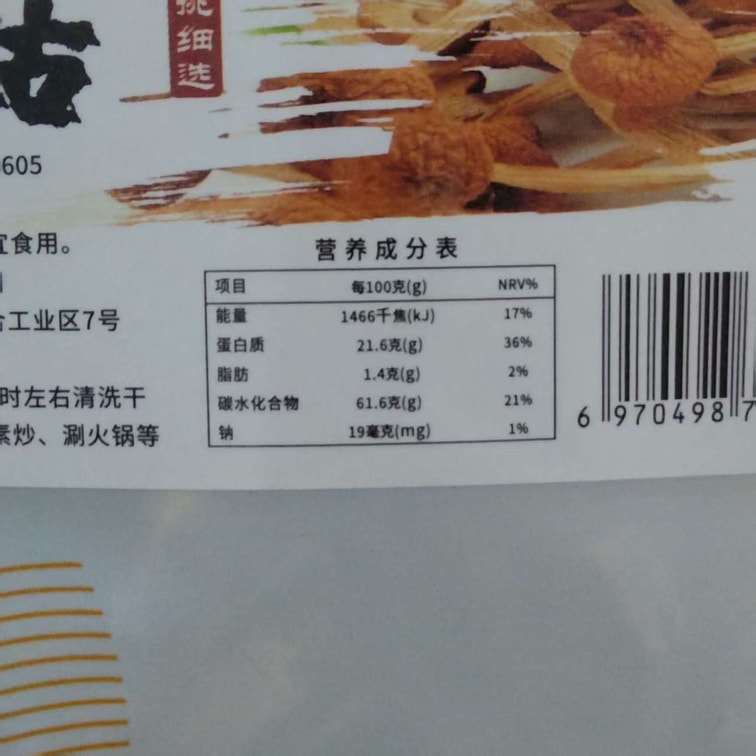 古
挑细选
605
宜食用。
合工业区7号
时左右清洗干
素炒、涮火锅等
营养成分表
项目 每100克(g) NRV%
能量 1466千焦(kJ) 17%
蛋白质 21.6克(g) 36%
脂肪 1.4克(g) 2%
碳水化合物 61.6克(g) 21%
钠 19毫克(mg) 1%
6 970498 7